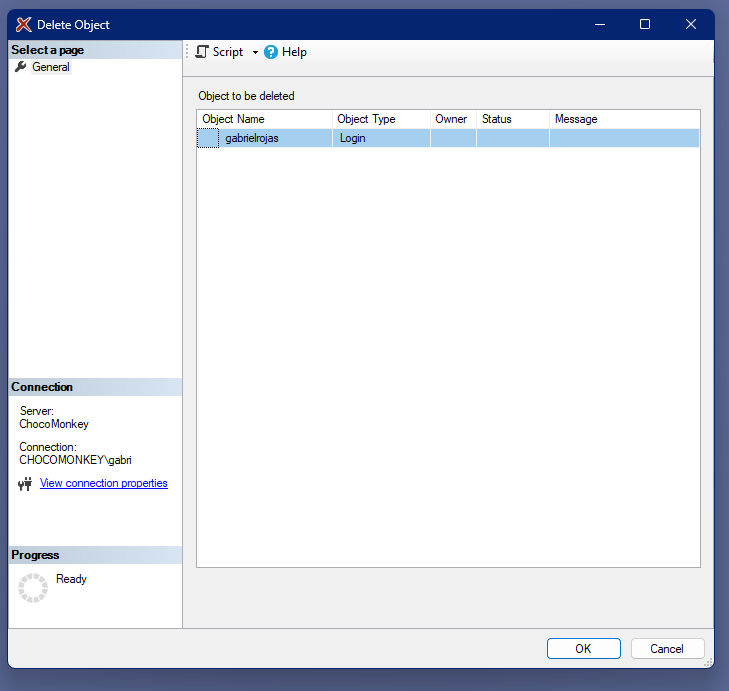 Delete Object
Select a page
General
Script
Help
Object to be deleted
Object Name Object Type Owner Status Message
gabrielrojas Login
Connection
Server:
ChocoMonkey
Connection:
CHOCOMONKEY\gabri
View connection properties
Progress
Ready
OK
Cancel